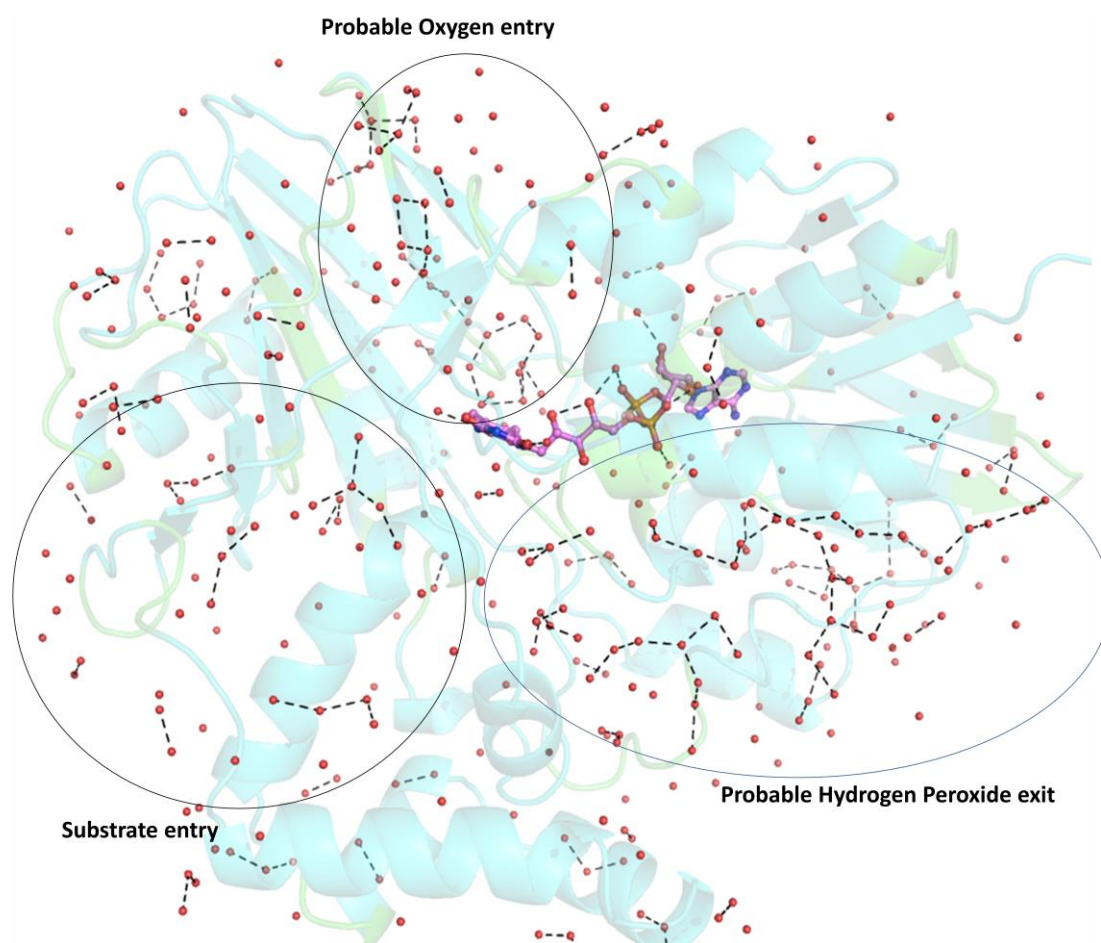 Probable Oxygen entry
Probable Hydrogen Peroxide exit
Substrate entry